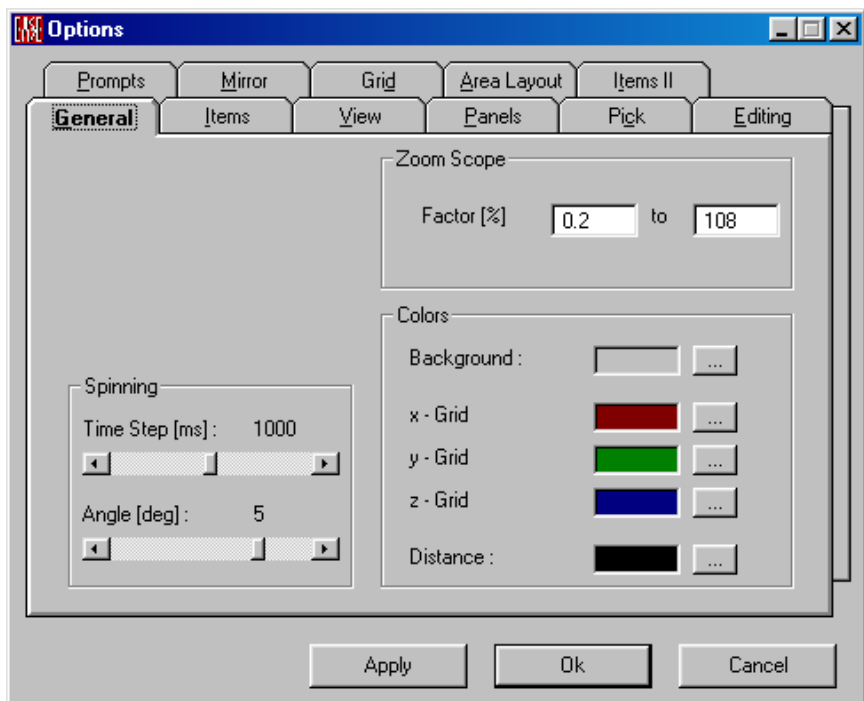 EASE
Options
Prompts
Mirror
Grid
Area Layout
Items II
General
Items
View
Panels
Pick
Editing
Zoom Scope
Factor [%] 0.2 to 108
Colors
Background : ...
x - Grid ...
y - Grid ...
z - Grid ...
Distance : ...
Spinning
Time Step [ms] : 1000
Angle [deg] : 5
Apply
Ok
Cancel